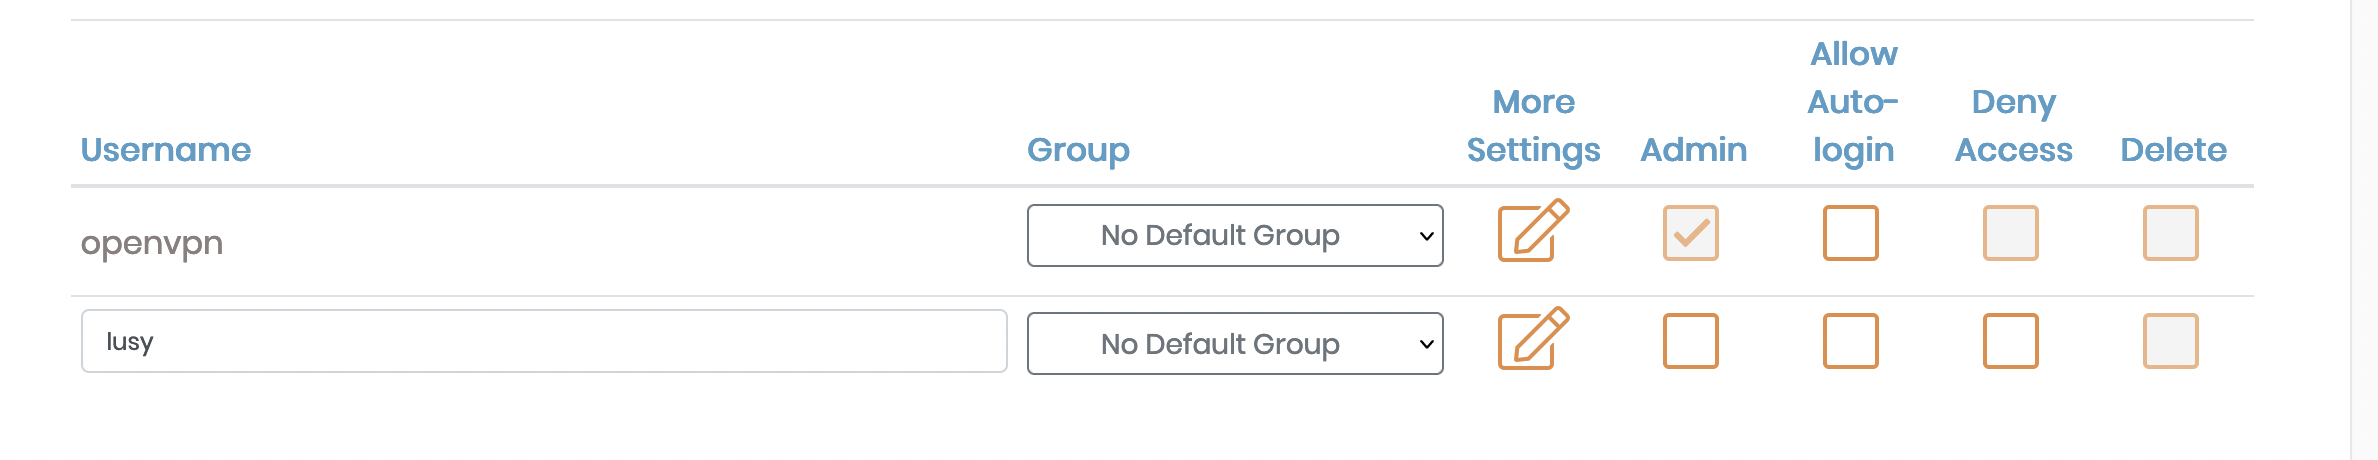 Username Group More Settings Admin Allow Auto-login Deny Access Delete
openvpn No Default Group
lusy No Default Group